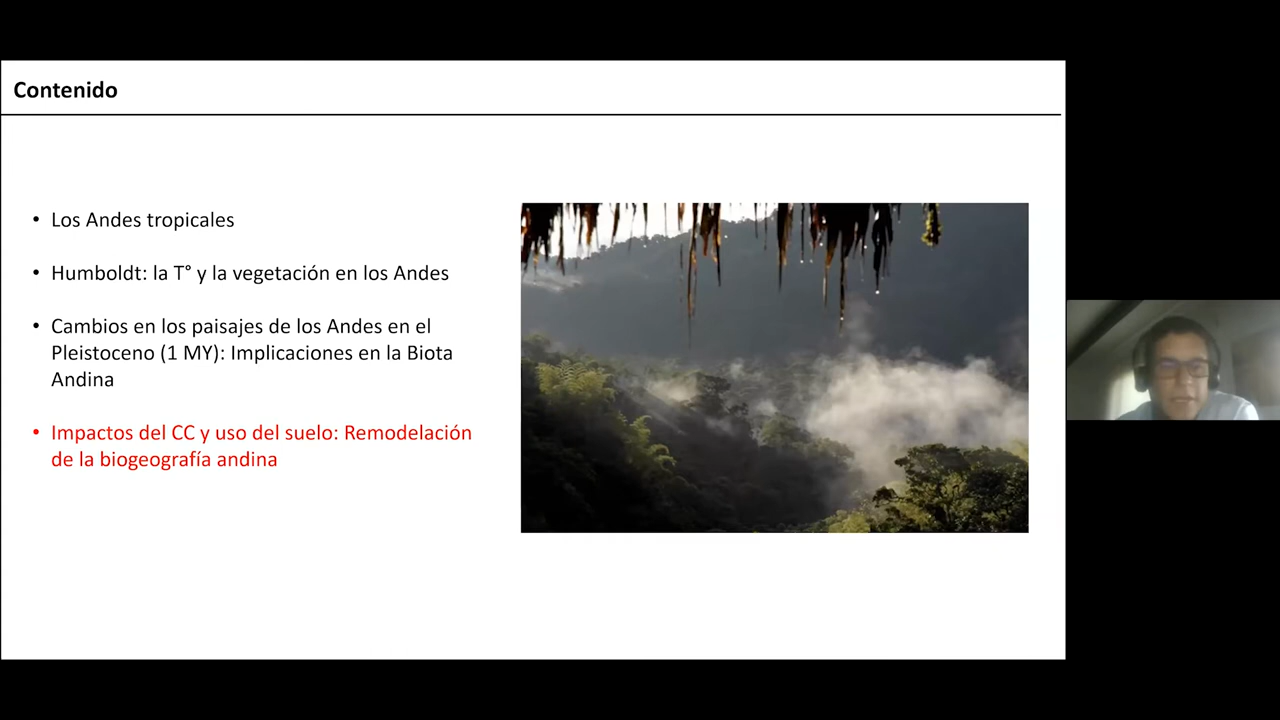 Contenido
• Los Andes tropicales
• Humboldt: la T° y la vegetación en los Andes
• Cambios en los paisajes de los Andes en el
Pleistoceno (1 MY): Implicaciones en la Biota
Andina
• Impactos del CC y uso del suelo: Remodelación
de la biogeografía andina